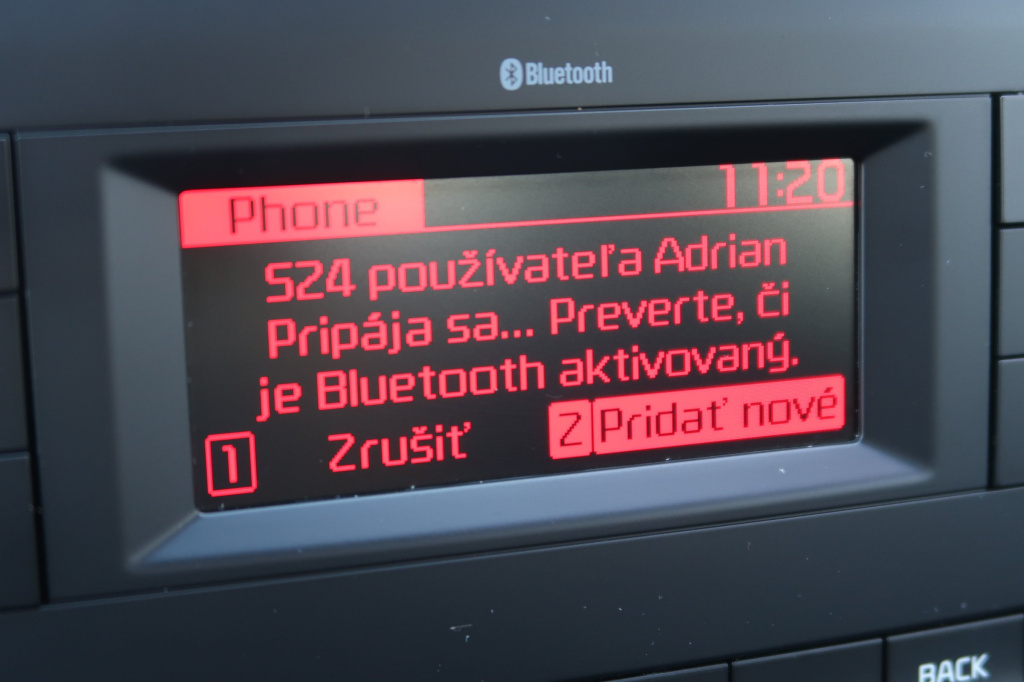 Bluetooth
Phone 11:20
S24 používateľa Adrian
Pripája sa... Preverte, či
je Bluetooth aktivovaný.
1 Zrušiť 2 Pridať nové
BACK